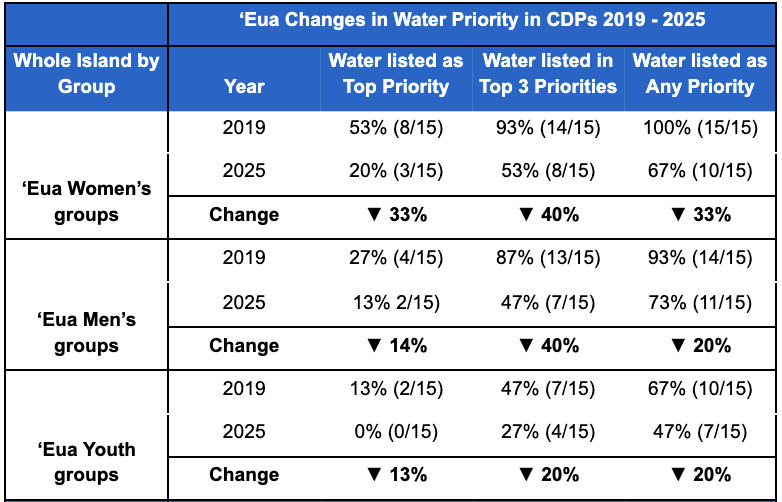 ‘Eua Changes in Water Priority in CDPs 2019 - 2025
Whole Island by Group | Year | Water listed as Top Priority | Water listed in Top 3 Priorities | Water listed as Any Priority
‘Eua Women’s groups
2019 | 53% (8/15) | 93% (14/15) | 100% (15/15)
2025 | 20% (3/15) | 53% (8/15) | 67% (10/15)
Change | ▼ 33% | ▼ 40% | ▼ 33%
‘Eua Men’s groups
2019 | 27% (4/15) | 87% (13/15) | 93% (14/15)
2025 | 13% 2/15) | 47% (7/15) | 73% (11/15)
Change | ▼ 14% | ▼ 40% | ▼ 20%
‘Eua Youth groups
2019 | 13% (2/15) | 47% (7/15) | 67% (10/15)
2025 | 0% (0/15) | 27% (4/15) | 47% (7/15)
Change | ▼ 13% | ▼ 20% | ▼ 20%